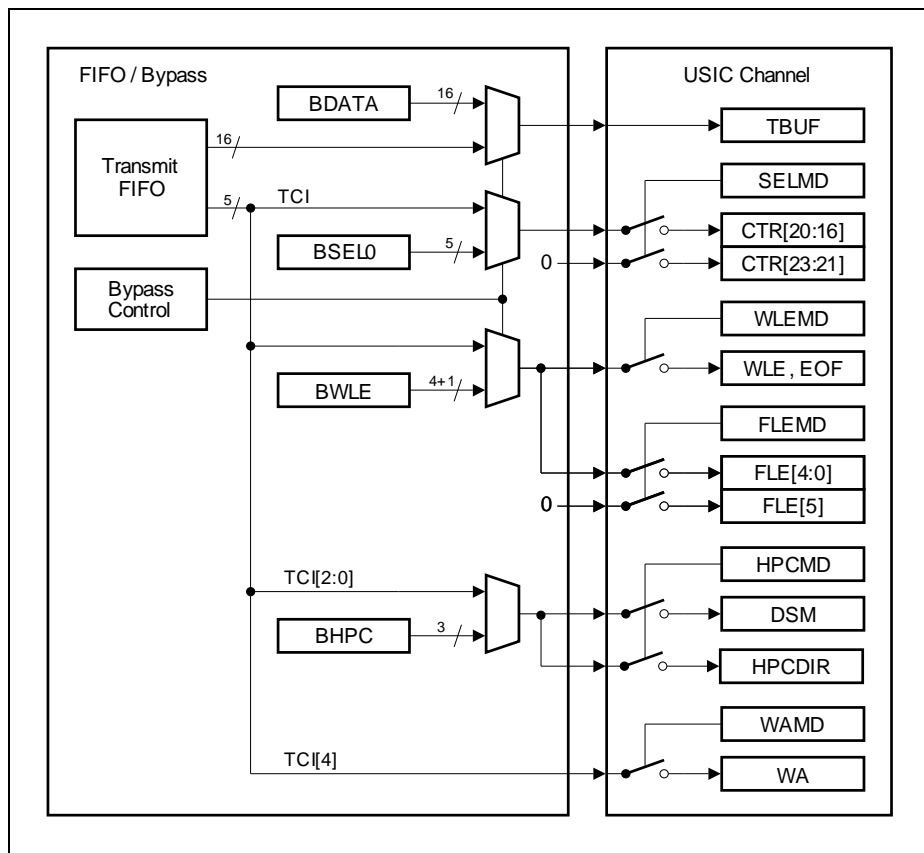 FIFO / Bypass
USIC Channel
BDATA
16
TBUF
Transmit
FIFO
16
SELMD
5
TCI
CTR[20:16]
BSEL0
5
0
CTR[23:21]
Bypass
Control
WLEMD
WLE , EOF
BWLE
4+1
FLEMD
FLE[4:0]
0
FLE[5]
HPCMD
TCI[2:0]
DSM
BHPC
3
HPCDIR
WAMD
TCI[4]
WA